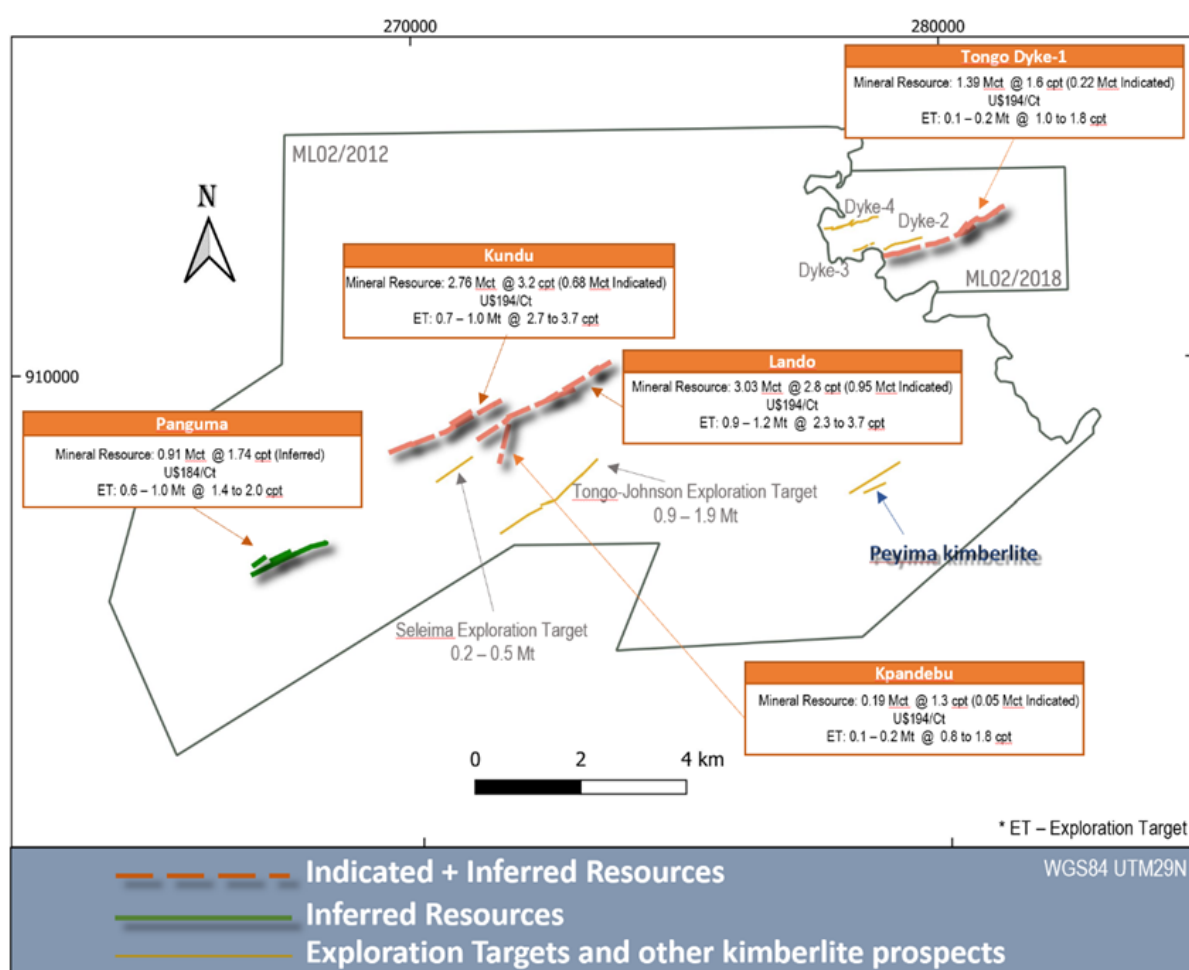 270000
280000
Tongo Dyke-1
Mineral Resource: 1.39 Mct @ 1.6 cpt (0.22 Mct Indicated)
U$194/Ct
ET: 0.1 – 0.2 Mt @ 1.0 to 1.8 cpt
ML02/2012
N
Dyke-4
Dyke-2
Dyke-3
ML02/2018
Kundu
Mineral Resource: 2.76 Mct @ 3.2 cpt (0.68 Mct Indicated)
U$194/Ct
ET: 0.7 – 1.0 Mt @ 2.7 to 3.7 cpt
910000
Lando
Mineral Resource: 3.03 Mct @ 2.8 cpt (0.95 Mct Indicated)
U$194/Ct
ET: 0.9 – 1.2 Mt @ 2.3 to 3.7 cpt
Panguma
Mineral Resource: 0.91 Mct @ 1.74 cpt (Inferred)
U$184/Ct
ET: 0.6 – 1.0 Mt @ 1.4 to 2.0 cpt
Tongo-Johnson Exploration Target
0.9 – 1.9 Mt
Peyima kimberlite
Seleima Exploration Target
0.2 – 0.5 Mt
Kpandebu
Mineral Resource: 0.19 Mct @ 1.3 cpt (0.05 Mct Indicated)
U$194/Ct
ET: 0.1 – 0.2 Mt @ 0.8 to 1.8 cpt
0 2 4 km
* ET – Exploration Target
WGS84 UTM29N
Indicated + Inferred Resources
Inferred Resources
Exploration Targets and other kimberlite prospects